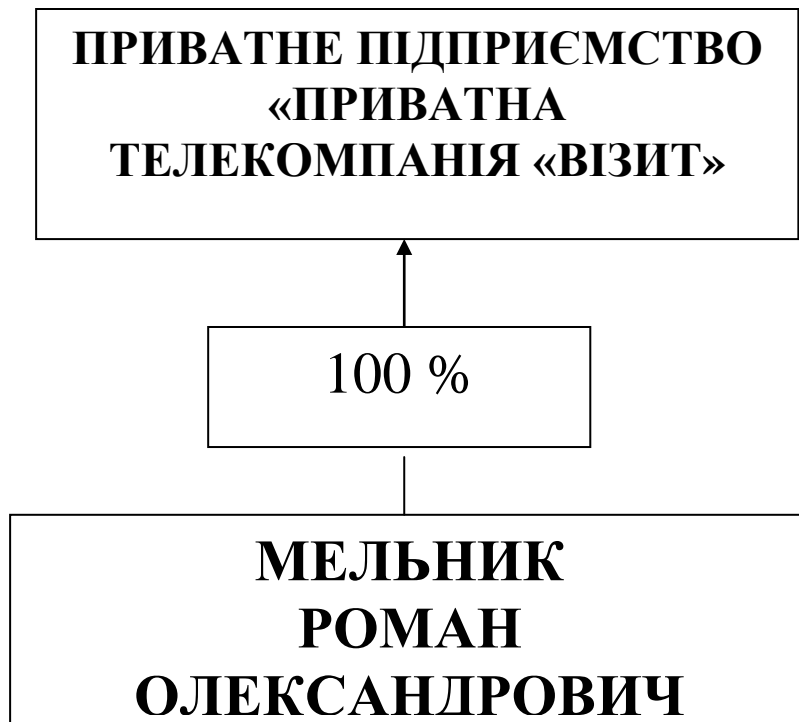 ПРИВАТНЕ ПІДПРИЄМСТВО
«ПРИВАТНА
ТЕЛЕКОМПАНІЯ «ВІЗИТ»
100 %
МЕЛЬНИК
РОМАН
ОЛЕКСАНДРОВИЧ